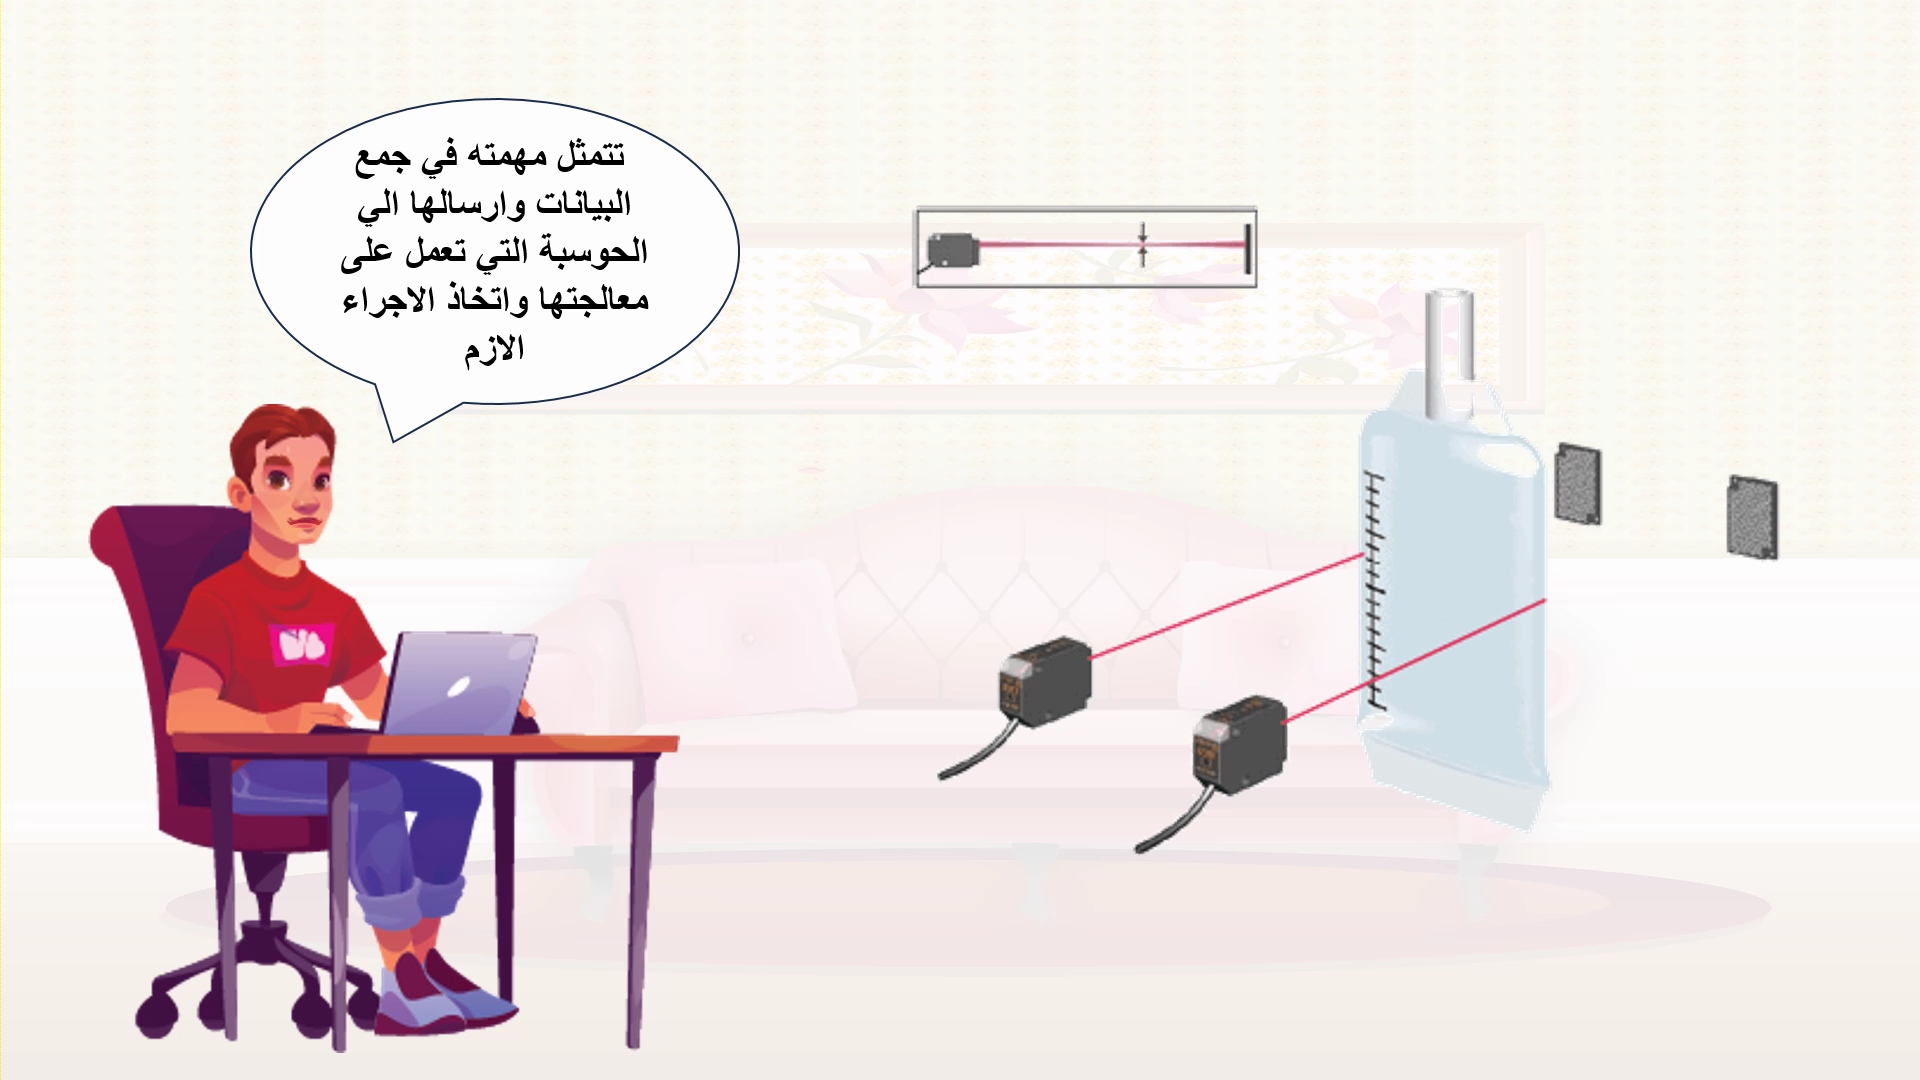 تتمثل مهمته في جمع
البيانات وارسالها الي
الحوسبة التي تعمل على
معالجتها واتخاذ الاجراء
الازم